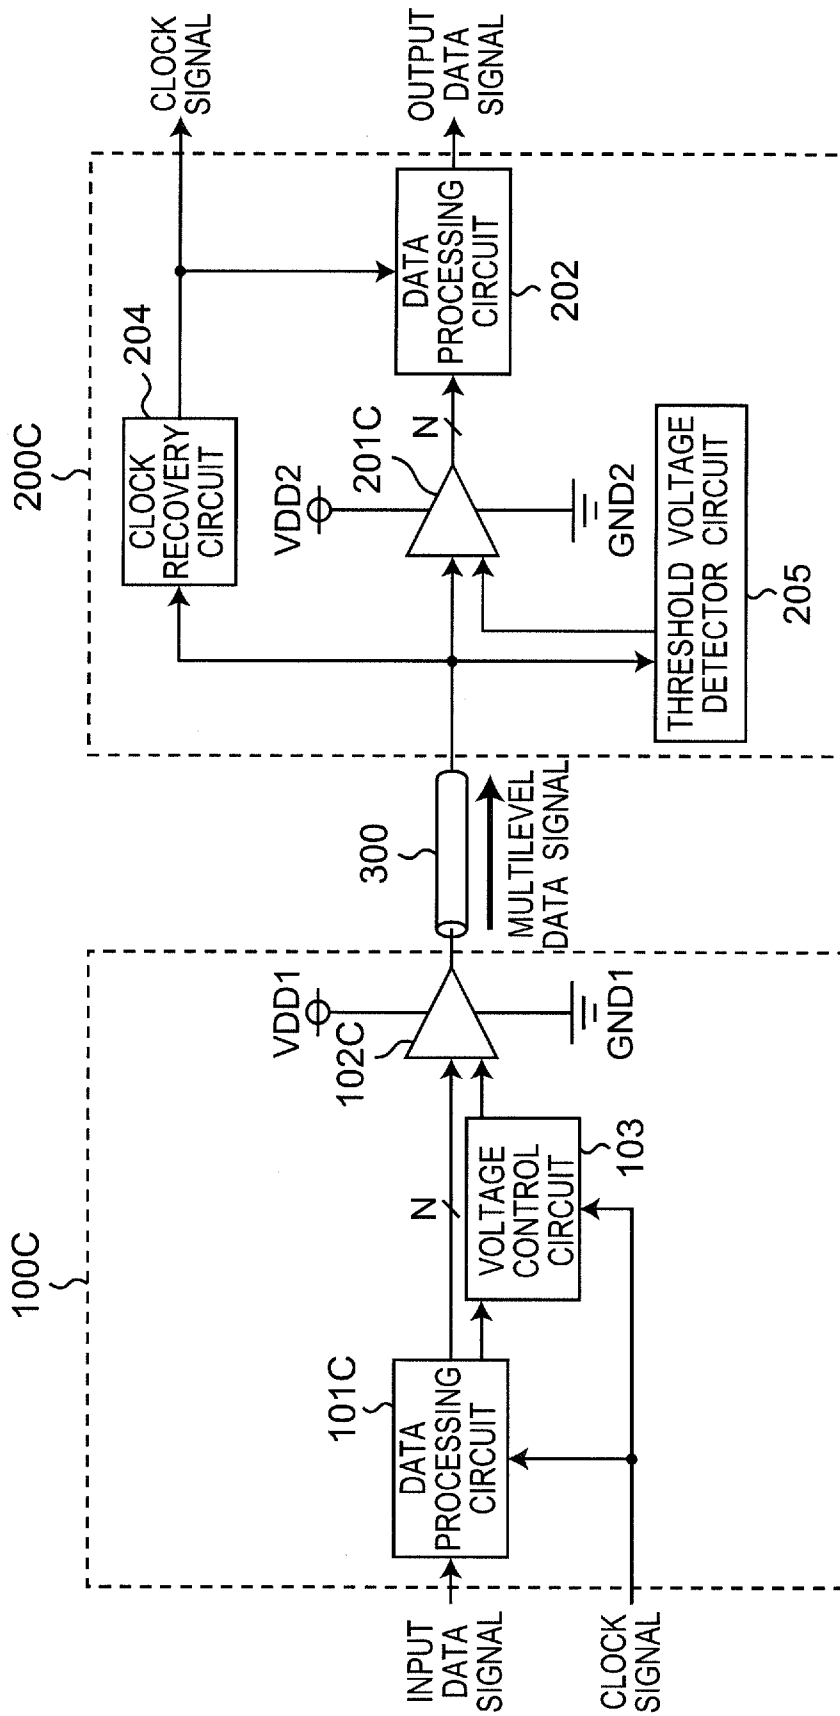 100C
INPUT
DATA
SIGNAL
CLOCK
SIGNAL
101C
DATA
PROCESSING
CIRCUIT
N
VOLTAGE
CONTROL
CIRCUIT
103
102C
VDD1
GND1
300
MULTILEVEL
DATA SIGNAL
200C
CLOCK
RECOVERY
CIRCUIT
204
VDD2
201C
GND2
N
THRESHOLD VOLTAGE
DETECTOR CIRCUIT
205
DATA
PROCESSING
CIRCUIT
202
CLOCK
SIGNAL
OUTPUT
DATA
SIGNAL